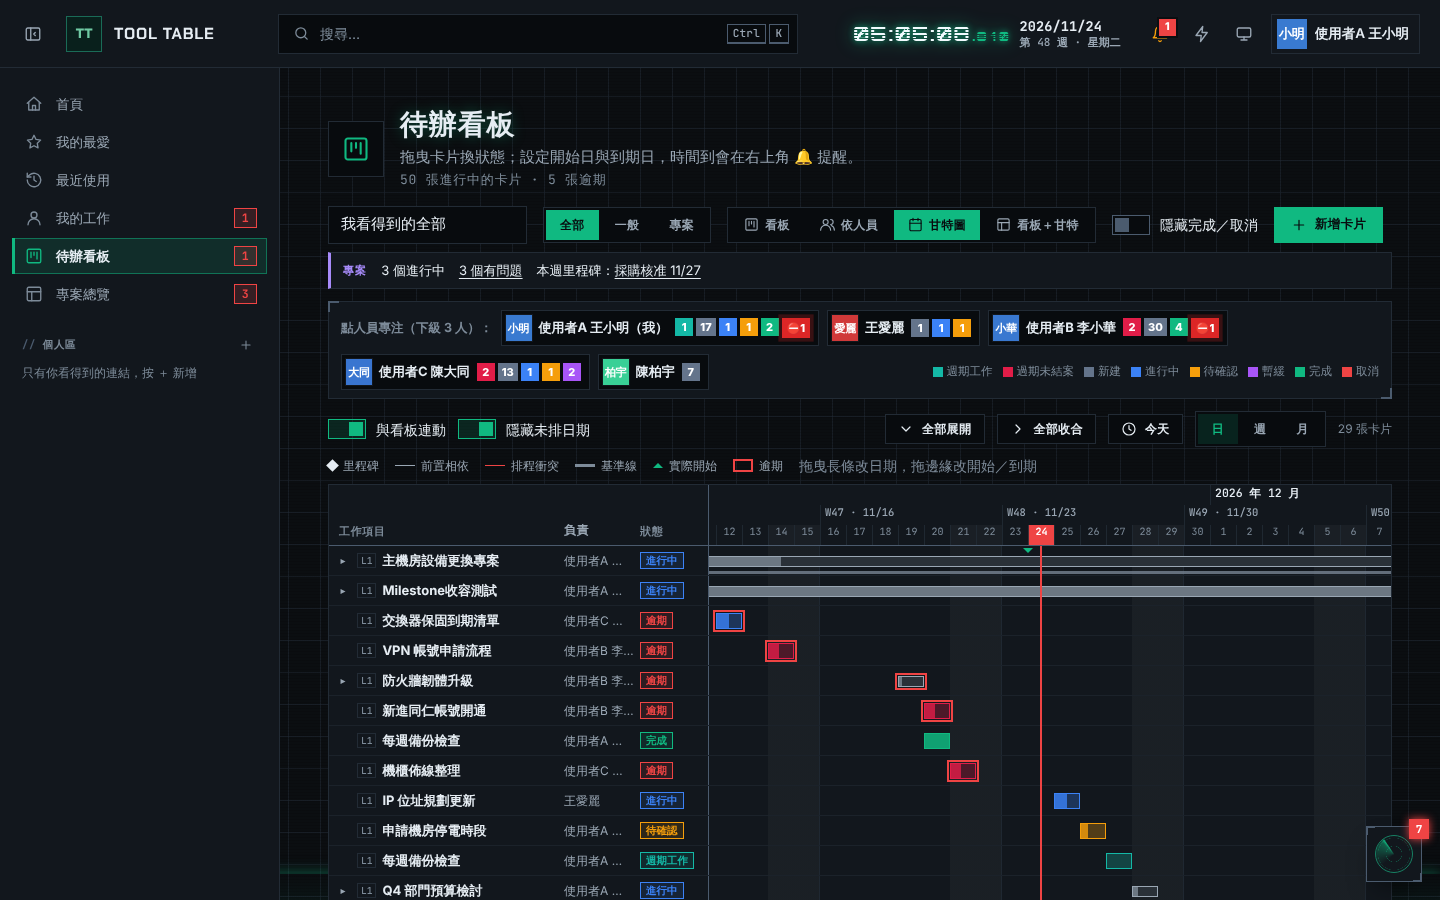 TT TOOL TABLE 搜尋... Ctrl K 05:05:08.010 2026/11/24 1 小明 使用者A 王小明
第 48 週 · 星期二
首頁
我的最愛
最近使用
我的工作 1
待辦看板 1
專案總覽 3
// 個人區 +
只有你看得到的連結，按 + 新增
待辦看板
拖曳卡片換狀態；設定開始日與到期日，時間到會在右上角 🔔 提醒。
50 張進行中的卡片 · 5 張逾期
我看得到的全部 全部 一般 專案 看板 依人員 甘特圖 看板+甘特 隱藏完成／取消 + 新增卡片
專案 3 個進行中 3 個有問題 本週里程碑：採購核准 11/27
點人員專注（下級 3 人）： 小明 使用者A 王小明（我） 1 17 1 1 2 ⛔1 愛麗 王愛麗 1 1 1 小華 使用者B 李小華 2 30 4 ⛔1
大同 使用者C 陳大同 2 13 1 1 2 柏宇 陳柏宇 7 週期工作 過期未結案 新建 進行中 待確認 暫緩 完成 取消
與看板連動 隱藏未排日期 全部展開 全部收合 今天 日 週 月 29 張卡片
里程碑 前置相依 排程衝突 基準線 實際開始 逾期 拖曳長條改日期，拖邊緣改開始／到期
2026 年 12 月
W47 · 11/16 W48 · 11/23 W49 · 11/30 W50
工作項目 負責 狀態 12 13 14 15 16 17 18 19 20 21 22 23 24 25 26 27 28 29 30 1 2 3 4 5 6 7
▸ L1 主機房設備更換專案 使用者A ... 進行中
▸ L1 Milestone收容測試 使用者A ... 進行中
L1 交換器保固到期清單 使用者C ... 逾期
L1 VPN 帳號申請流程 使用者B 李... 逾期
▸ L1 防火牆韌體升級 使用者B 李... 逾期
L1 新進同仁帳號開通 使用者B 李... 逾期
L1 每週備份檢查 使用者A ... 完成
L1 機櫃佈線整理 使用者C ... 逾期
L1 IP 位址規劃更新 王愛麗 進行中
L1 申請機房停電時段 使用者A ... 待確認
L1 每週備份檢查 使用者A ... 週期工作
▸ L1 Q4 部門預算檢討 使用者A ... 進行中
7